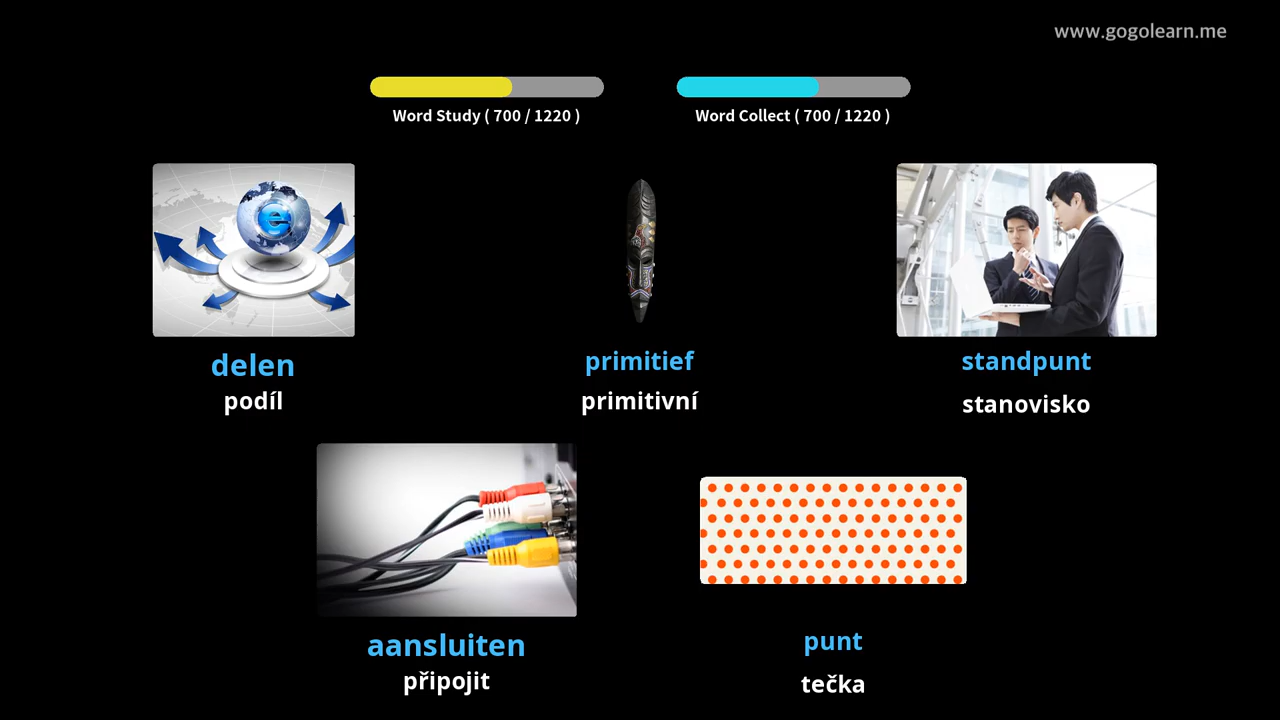 www.gogolearn.me
Word Study ( 700 / 1220 )
Word Collect ( 700 / 1220 )
e
delen
podíl
primitief
primitivní
standpunt
stanovisko
aansluiten
připojit
punt
tečka